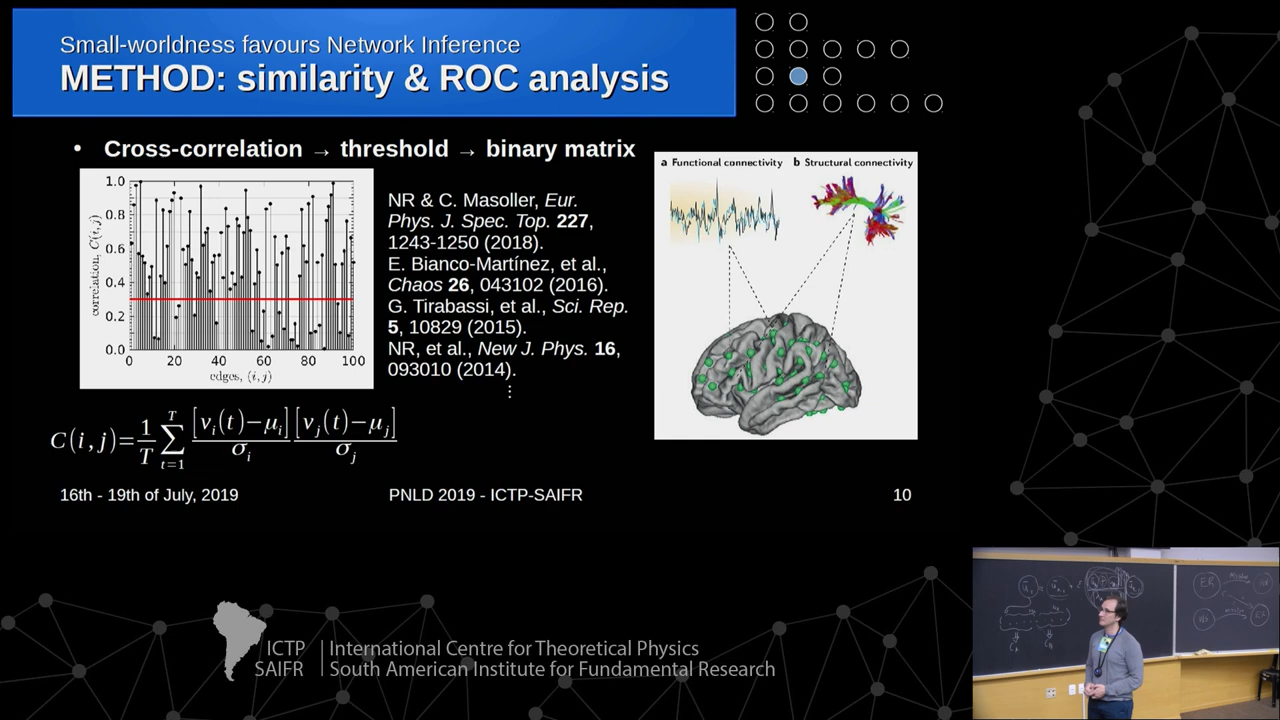 Small-worldness favours Network Inference
METHOD: similarity & ROC analysis
• Cross-correlation → threshold → binary matrix
1.0
0.8
0.6
0.4
0.2
0.0
correlation, C(i,j)
0 20 40 60 80 100
edges, (i,j)
NR & C. Masoller, Eur.
Phys. J. Spec. Top. 227,
1243-1250 (2018).
E. Bianco-Martínez, et al.,
Chaos 26, 043102 (2016).
G. Tirabassi, et al., Sci. Rep.
5, 10829 (2015).
NR, et al., New J. Phys. 16,
093010 (2014).
⋮
a Functional connectivity b Structural connectivity
C(i,j)=1/T ∑_{t=1}^{T} [v_i(t)−μ_i]/σ_i [v_j(t)−μ_j]/σ_j
16th - 19th of July, 2019
PNLD 2019 - ICTP-SAIFR
10
ICTP
SAIFR
International Centre for Theoretical Physics
South American Institute for Fundamental Research
ER